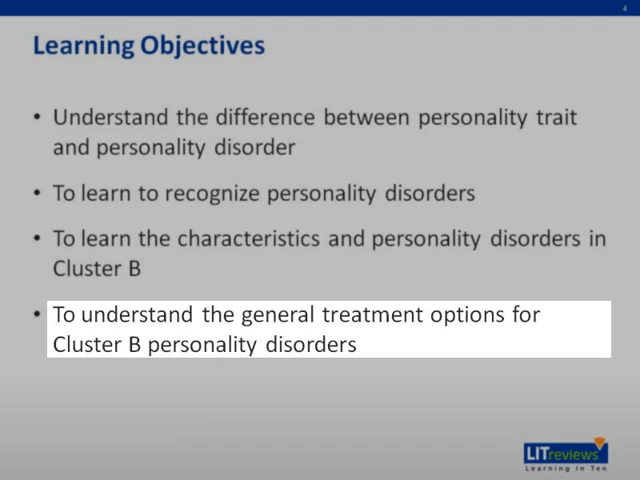 4
Learning Objectives
• Understand the difference between personality trait
and personality disorder
• To learn to recognize personality disorders
• To learn the characteristics and personality disorders in
Cluster B
• To understand the general treatment options for
Cluster B personality disorders
LITreviews
Learning In Ten